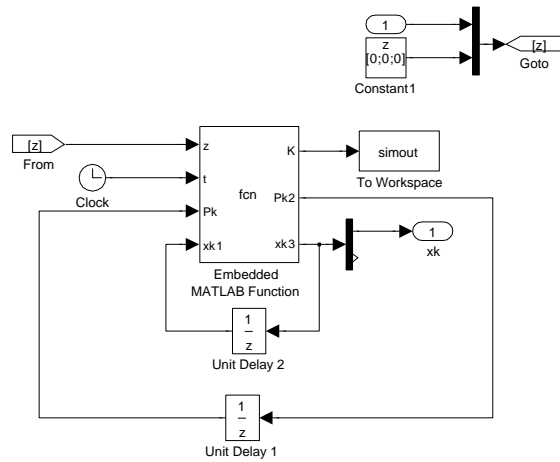 1
z
[0;0;0]
Constant1
[z]
Goto
[z]
From
Clock
z
t
Pk
xk1
fcn
K
Pk2
xk3
Embedded
MATLAB Function
simout
To Workspace
1
xk
1
z
Unit Delay 2
1
z
Unit Delay 1